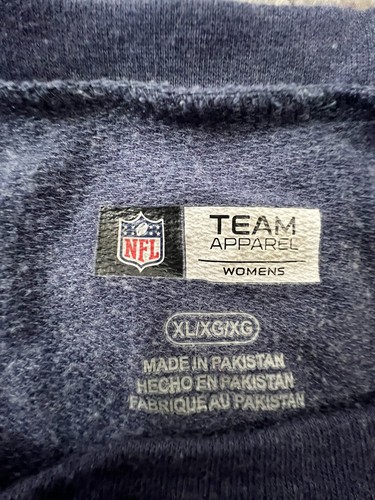 NFL
TEAM
APPAREL
WOMENS
XL/XG/XG
MADE IN PAKISTAN
HECHO EN PAKISTAN
FABRIQUE AU PAKISTAN